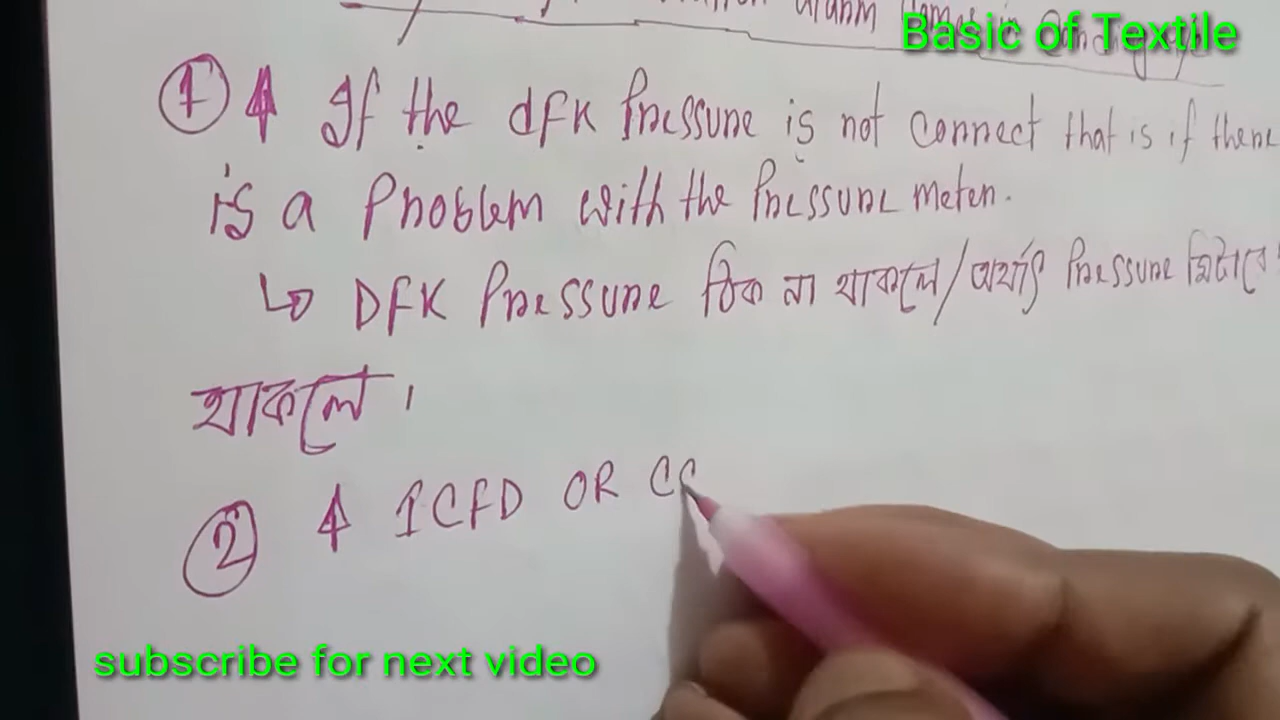 Basic of Textile
① If the DFK Pressure is not connect that is if there
is a Problem with the Pressure meter.
↳ DFK Pressure ঠিক না থাকলে/অর্থাৎ Pressure মিটারে
থাকলে।
② ICFD OR CC
subscribe for next video